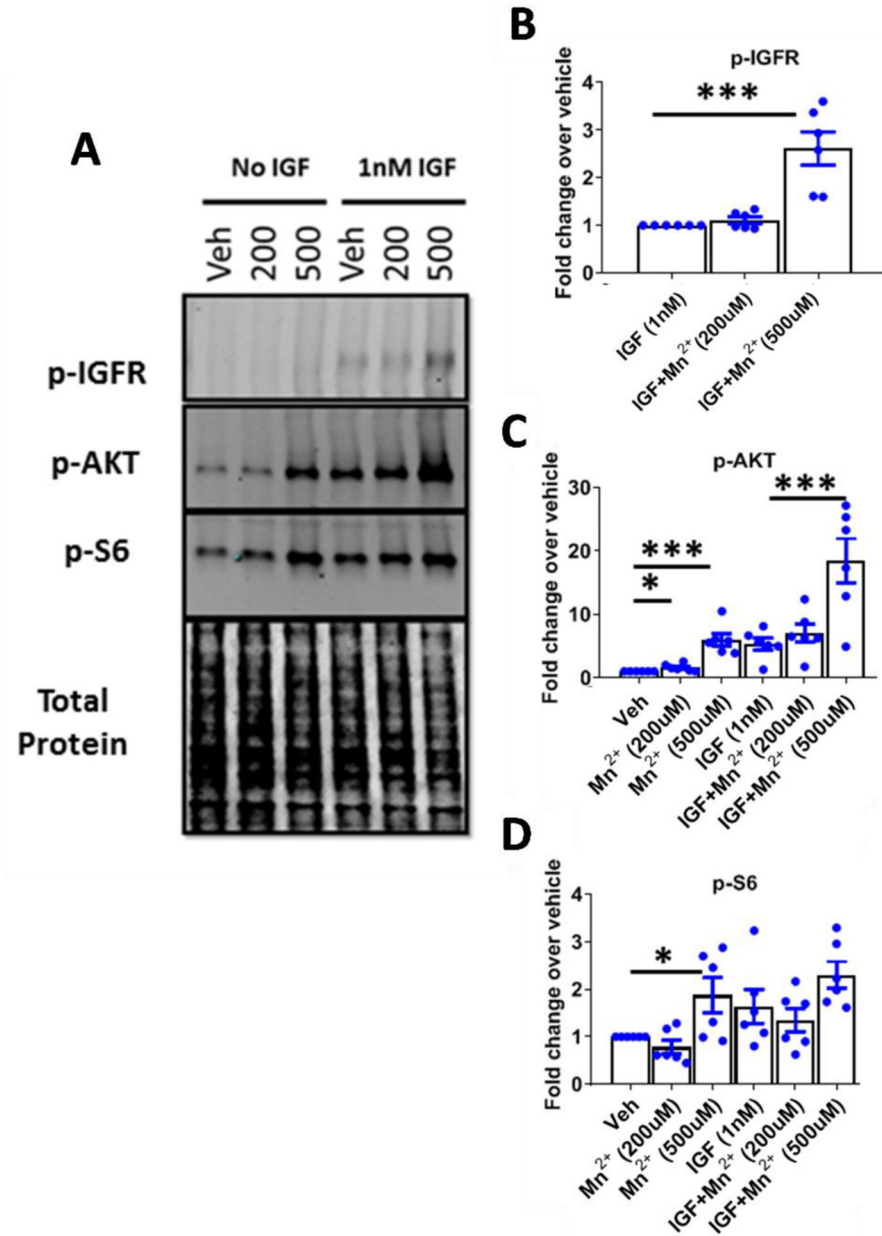 A
No IGF 1nM IGF
Veh 200 500 Veh 200 500
p-IGFR
p-AKT
p-S6
Total
Protein
B
p-IGFR
***
Fold change over vehicle
4
3
2
1
0
IGF (1nM)
IGF+Mn²⁺ (200uM)
IGF+Mn²⁺ (500uM)
C
p-AKT
***
***
*
Fold change over vehicle
30
20
10
0
Veh
Mn²⁺ (200uM)
Mn²⁺ (500uM)
IGF (1nM)
IGF+Mn²⁺ (200uM)
IGF+Mn²⁺ (500uM)
D
p-S6
*
Fold change over vehicle
4
3
2
1
0
Veh
Mn²⁺ (200uM)
Mn²⁺ (500uM)
IGF (1nM)
IGF+Mn²⁺ (200uM)
IGF+Mn²⁺ (500uM)